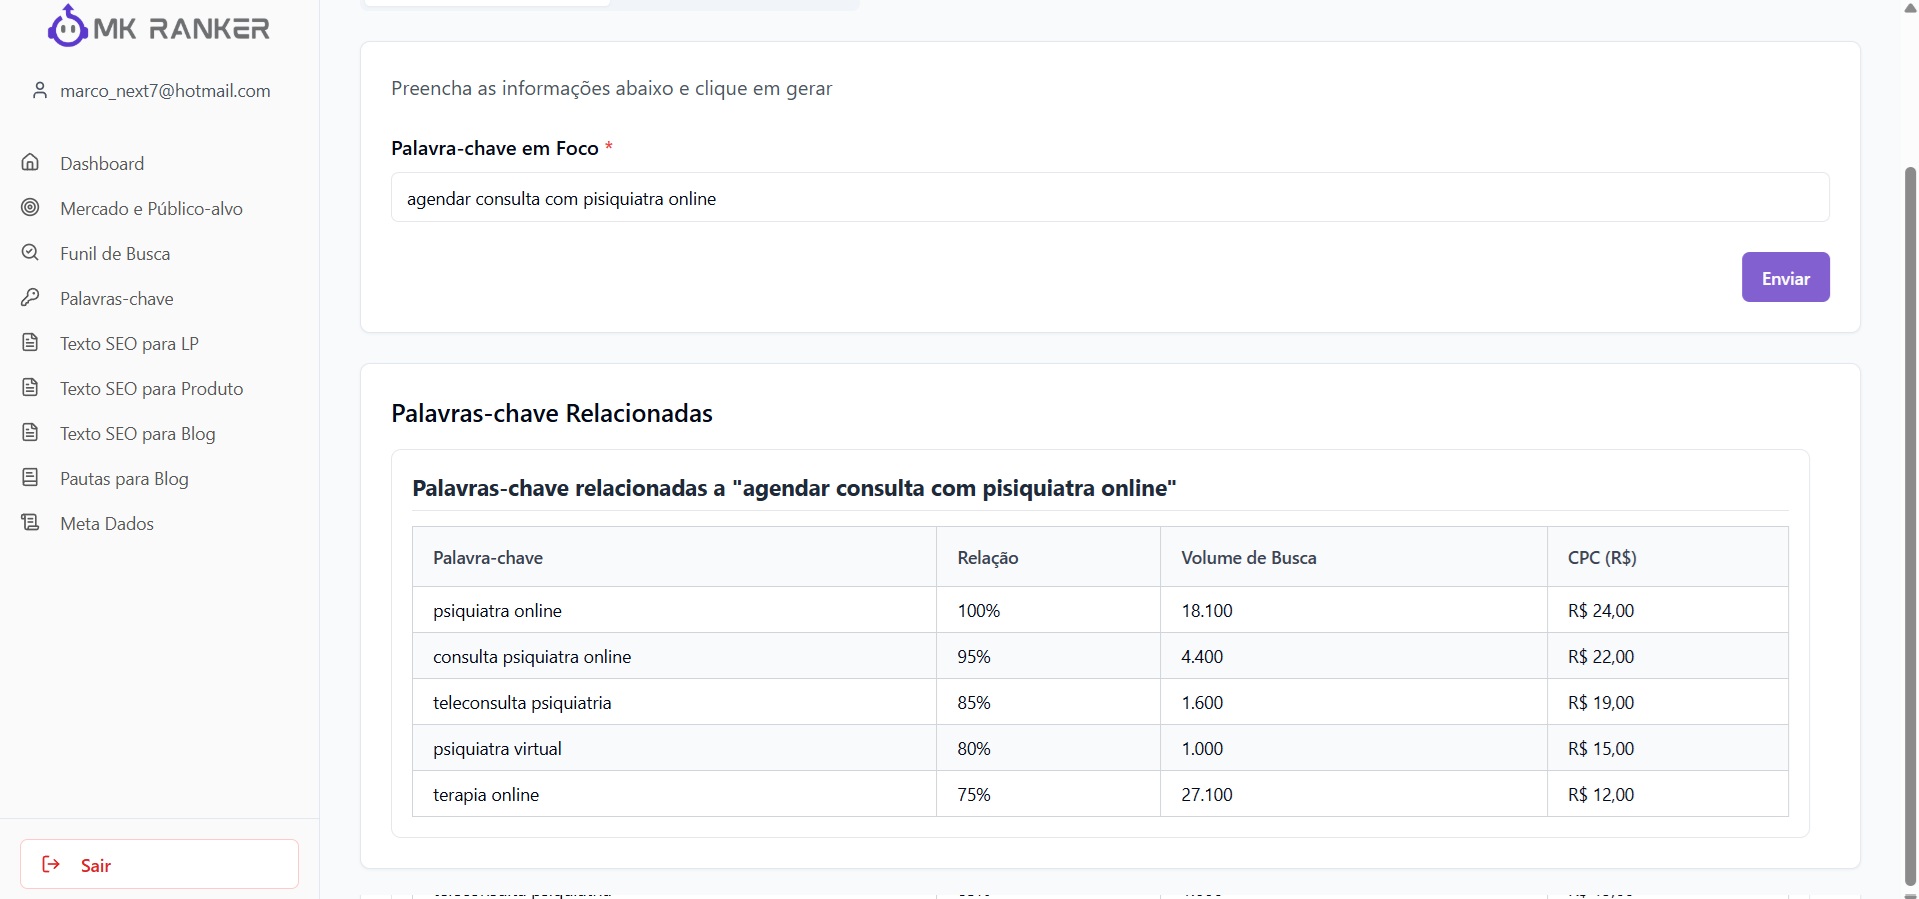 MK RANKER
marco_next7@hotmail.com
Dashboard
Mercado e Público-alvo
Funil de Busca
Palavras-chave
Texto SEO para LP
Texto SEO para Produto
Texto SEO para Blog
Pautas para Blog
Meta Dados
Sair
Preencha as informações abaixo e clique em gerar
Palavra-chave em Foco *
agendar consulta com pisiquiatra online
Enviar
Palavras-chave Relacionadas
Palavras-chave relacionadas a "agendar consulta com pisiquiatra online"
Palavra-chave Relação Volume de Busca CPC (R$)
psiquiatra online 100% 18.100 R$ 24,00
consulta psiquiatra online 95% 4.400 R$ 22,00
teleconsulta psiquiatria 85% 1.600 R$ 19,00
psiquiatra virtual 80% 1.000 R$ 15,00
terapia online 75% 27.100 R$ 12,00